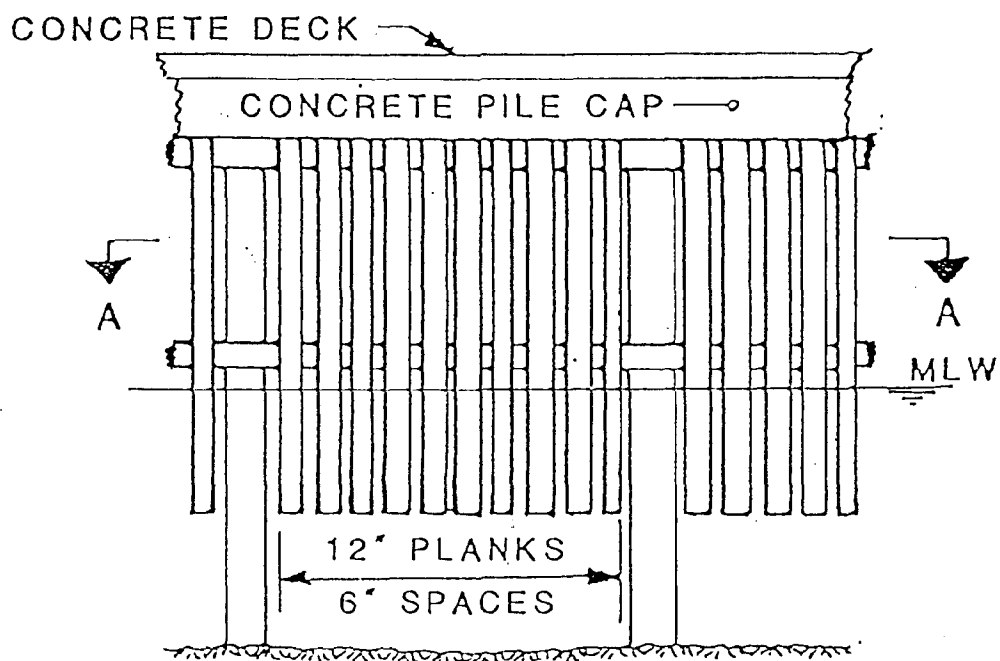 CONCRETE DECK
CONCRETE PILE CAP
A
A
MLW
12" PLANKS
6" SPACES